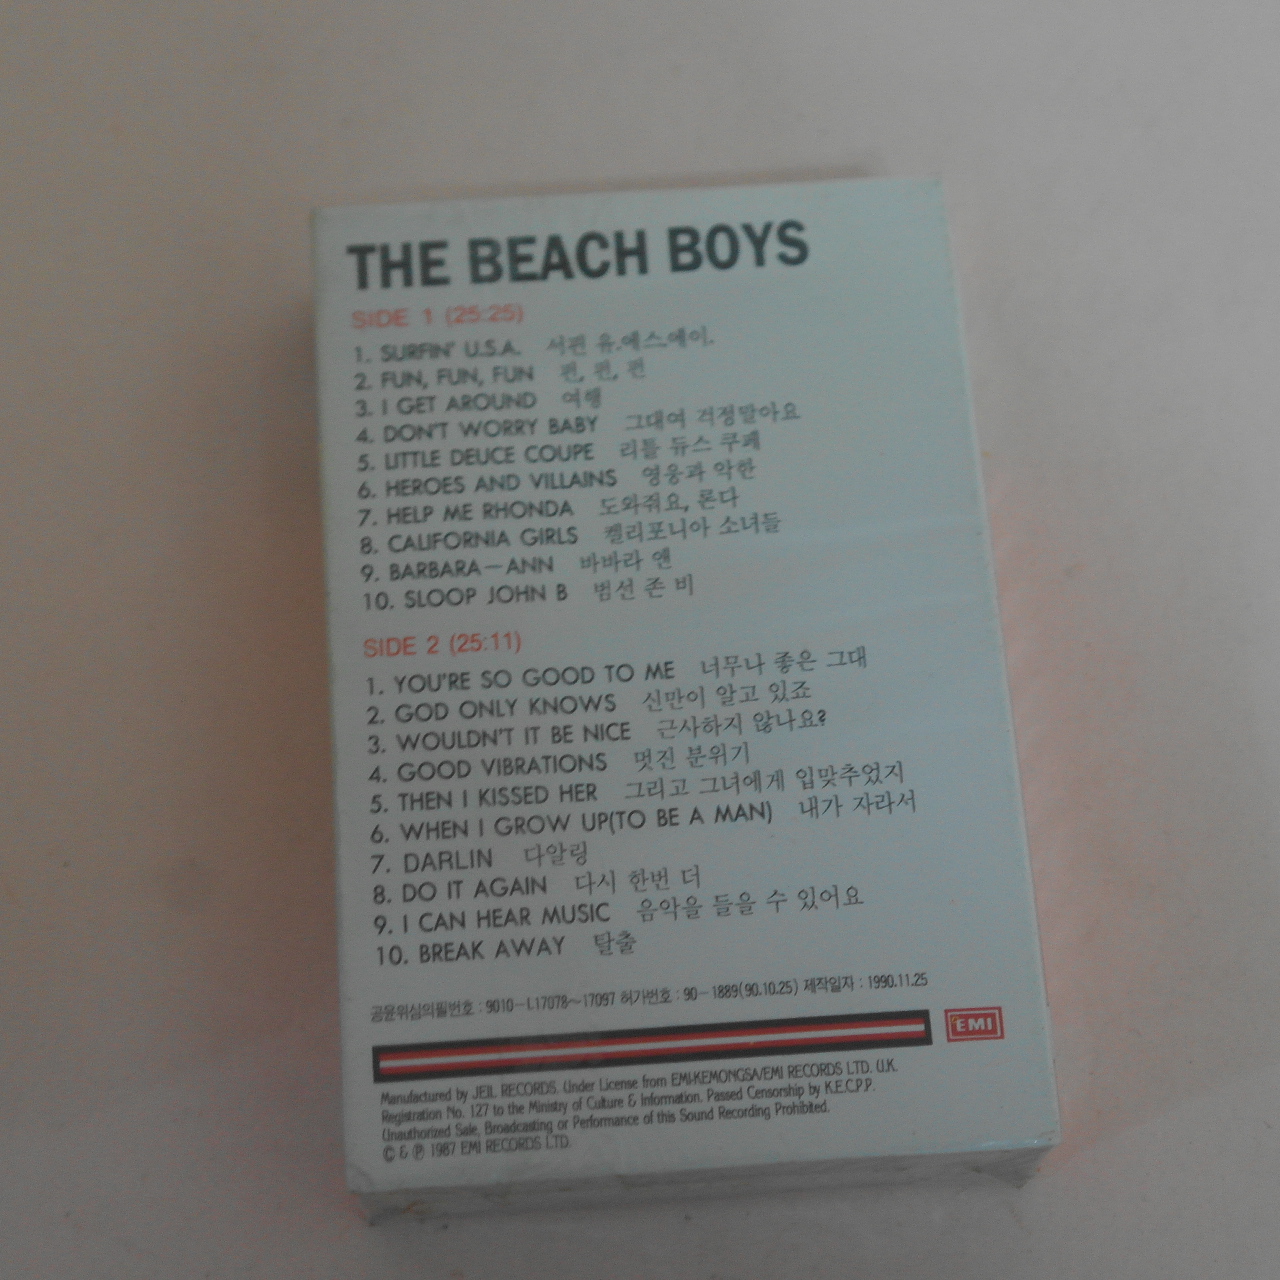 THE BEACH BOYS
SIDE 1 (25:25)
1. SURFIN' U.S.A. 서핀 유.에스.에이.
2. FUN, FUN, FUN 펀, 펀, 펀
3. I GET AROUND 여행
4. DON'T WORRY BABY 그대여 걱정말아요
5. LITTLE DEUCE COUPE 리틀 듀스 쿠페
6. HEROES AND VILLAINS 영웅과 악한
7. HELP ME RHONDA 도와줘요, 론다
8. CALIFORNIA GIRLS 켈리포니아 소녀들
9. BARBARA-ANN 바바라 앤
10. SLOOP JOHN B 범선 존 비
SIDE 2 (25:11)
1. YOU'RE SO GOOD TO ME 너무나 좋은 그대
2. GOD ONLY KNOWS 신만이 알고 있죠
3. WOULDN'T IT BE NICE 근사하지 않나요?
4. GOOD VIBRATIONS 멋진 분위기
5. THEN I KISSED HER 그리고 그녀에게 입맞추었지
6. WHEN I GROW UP(TO BE A MAN) 내가 자라서
7. DARLIN 다알링
8. DO IT AGAIN 다시 한번 더
9. I CAN HEAR MUSIC 음악을 들을 수 있어요
10. BREAK AWAY 탈출
공윤위심의필번호 : 9010-L17078~17097 허가번호 : 90-1889(90.10.25) 제작일자 : 1990.11.25
EMI
Manufactured by JEIL RECORDS. Under License from EMI-KEMONGSA/EMI RECORDS LTD. U.K.
Registration No. 127 to the Ministry of Culture & Information. Passed Censorship by K.E.C.P.P.
Unauthorized Sale, Broadcasting or Performance of this Sound Recording Prohibited.
© & ℗ 1987 EMI RECORDS LTD.